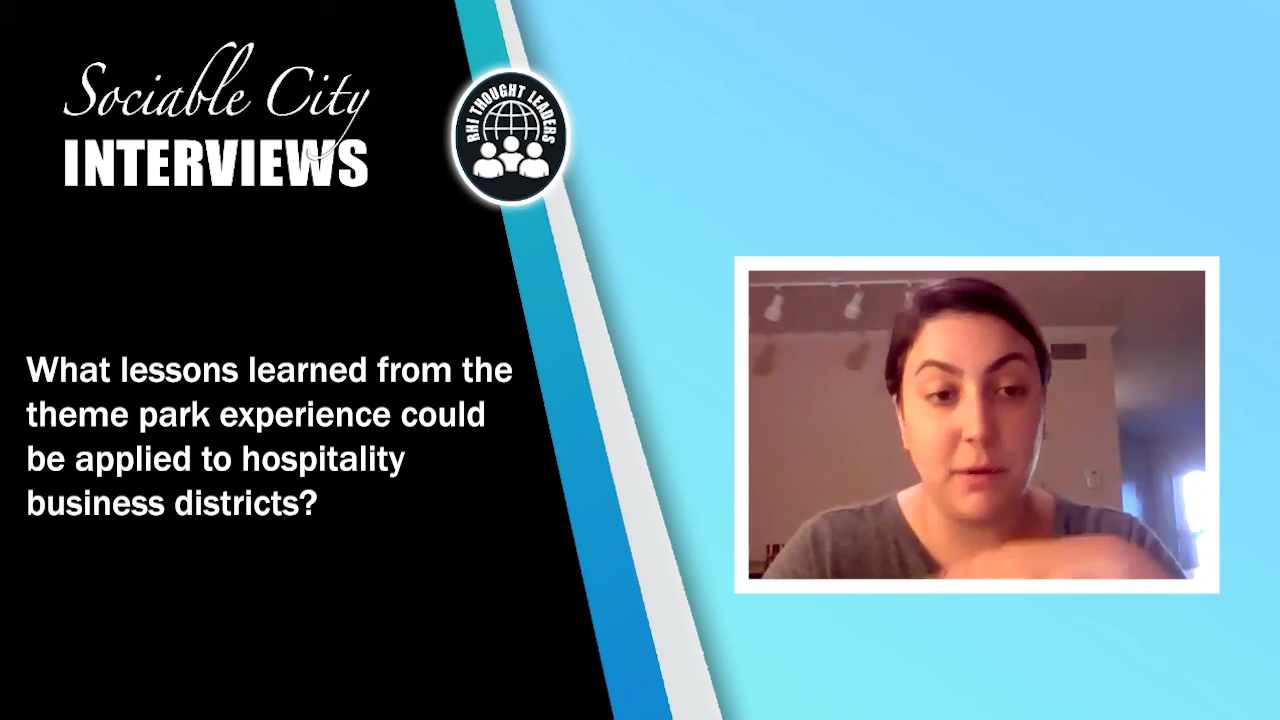 Sociable City
INTERVIEWS
RHI THOUGHT LEADERS
What lessons learned from the
theme park experience could
be applied to hospitality
business districts?